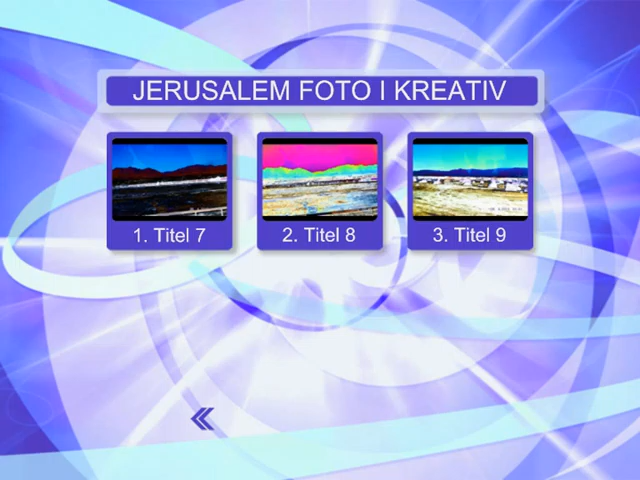 JERUSALEM FOTO I KREATIV
1. Titel 7
2. Titel 8
3. Titel 9